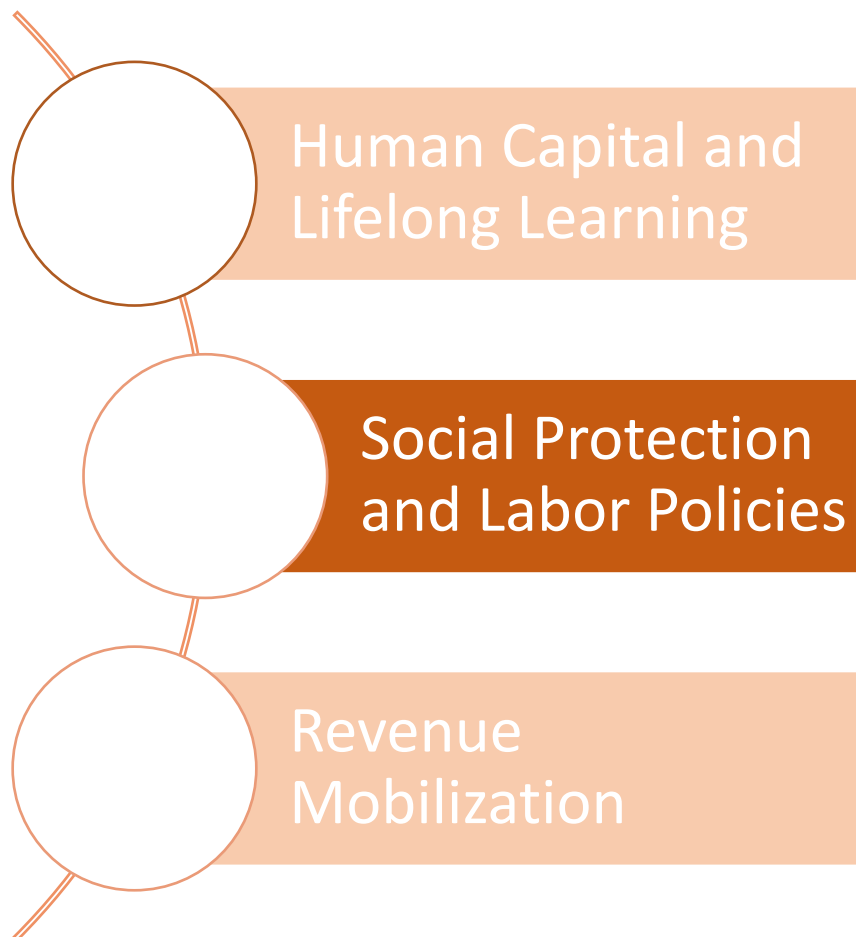 Human Capital and
Lifelong Learning
Social Protection
and Labor Policies
Revenue
Mobilization